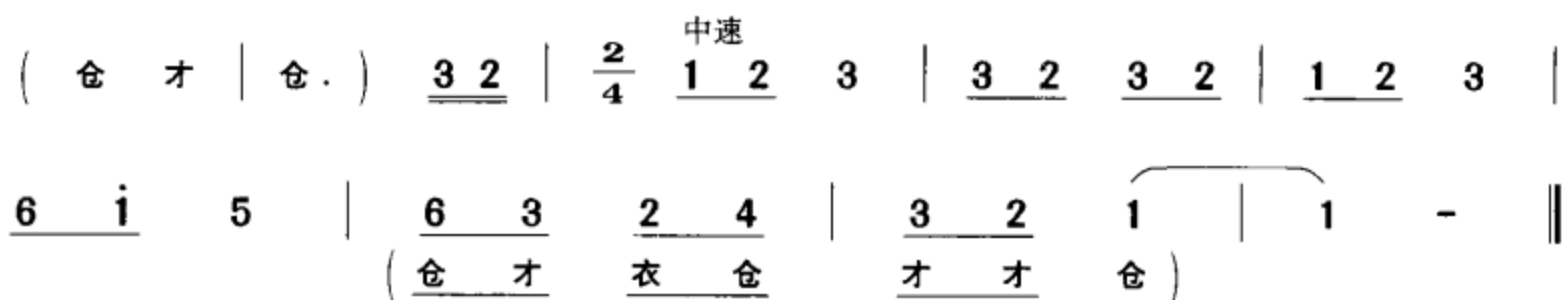 中速
( 仓 才 | 仓 . ) 3 2 | 2/4 1 2 3 | 3 2 3 2 | 1 2 3 |
6 i̇ 5 | 6 3 2 4 | 3 2 1 | 1 - ‖
( 仓 才 衣 仓 才 才 仓 )